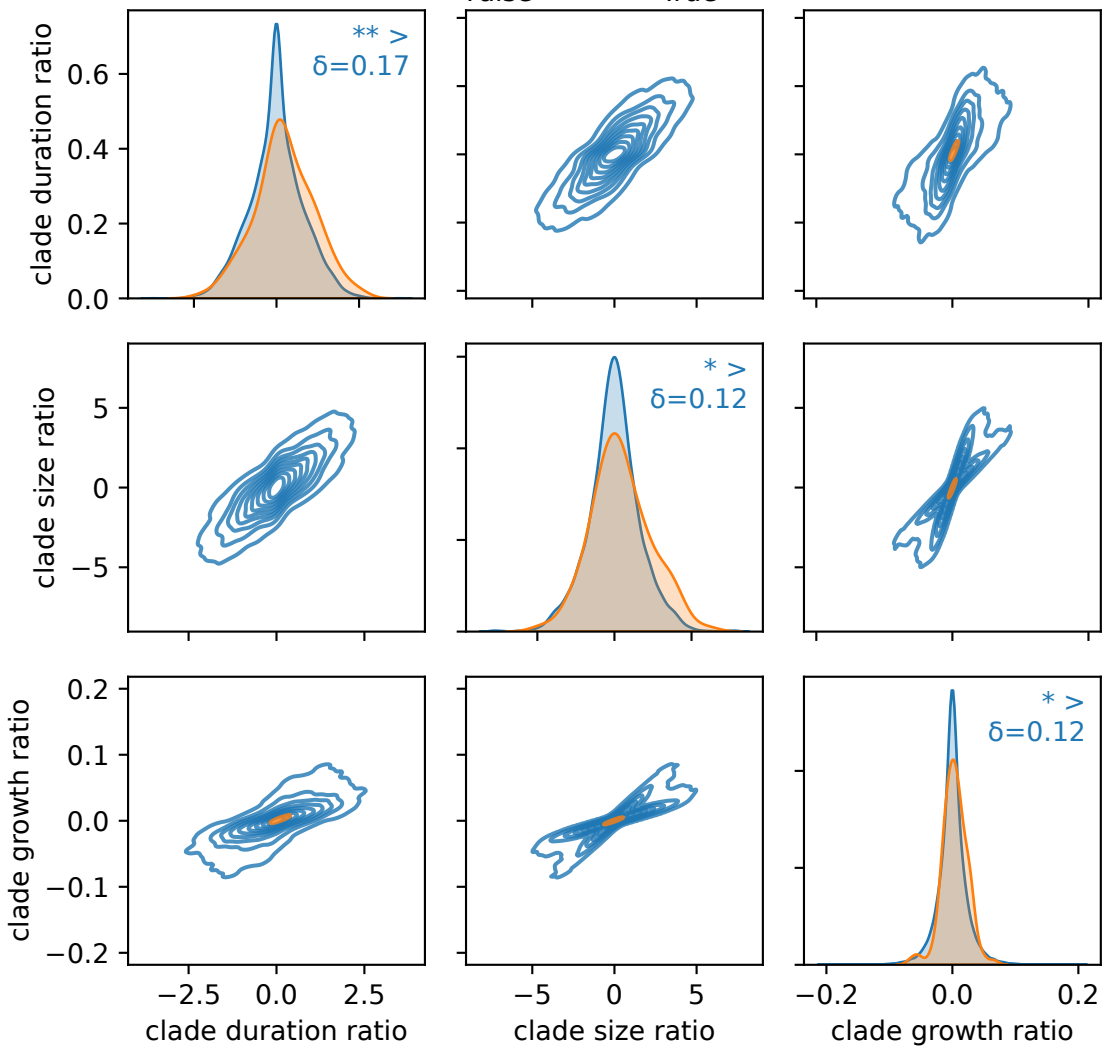 ** >
δ=0.17
clade duration ratio
0.6
0.4
0.2
0.0
* >
δ=0.12
clade size ratio
5
0
−5
* >
δ=0.12
clade growth ratio
0.2
0.1
0.0
−0.1
−0.2
−2.5 0.0 2.5
−5 0 5
−0.2 0.0 0.2
clade duration ratio
clade size ratio
clade growth ratio